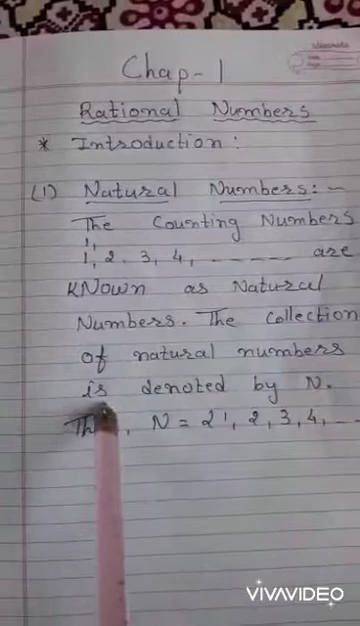 Chap-1
Rational Numbers
* Introduction:
(1) Natural Numbers:-
The Counting Numbers
1, 2, 3, 4, ------- are
KNown as Natural
Numbers. The Collection
of natural numbers
is denoted by N.
, N = 2 1, 2, 3, 4, --
VIVAVIDEO